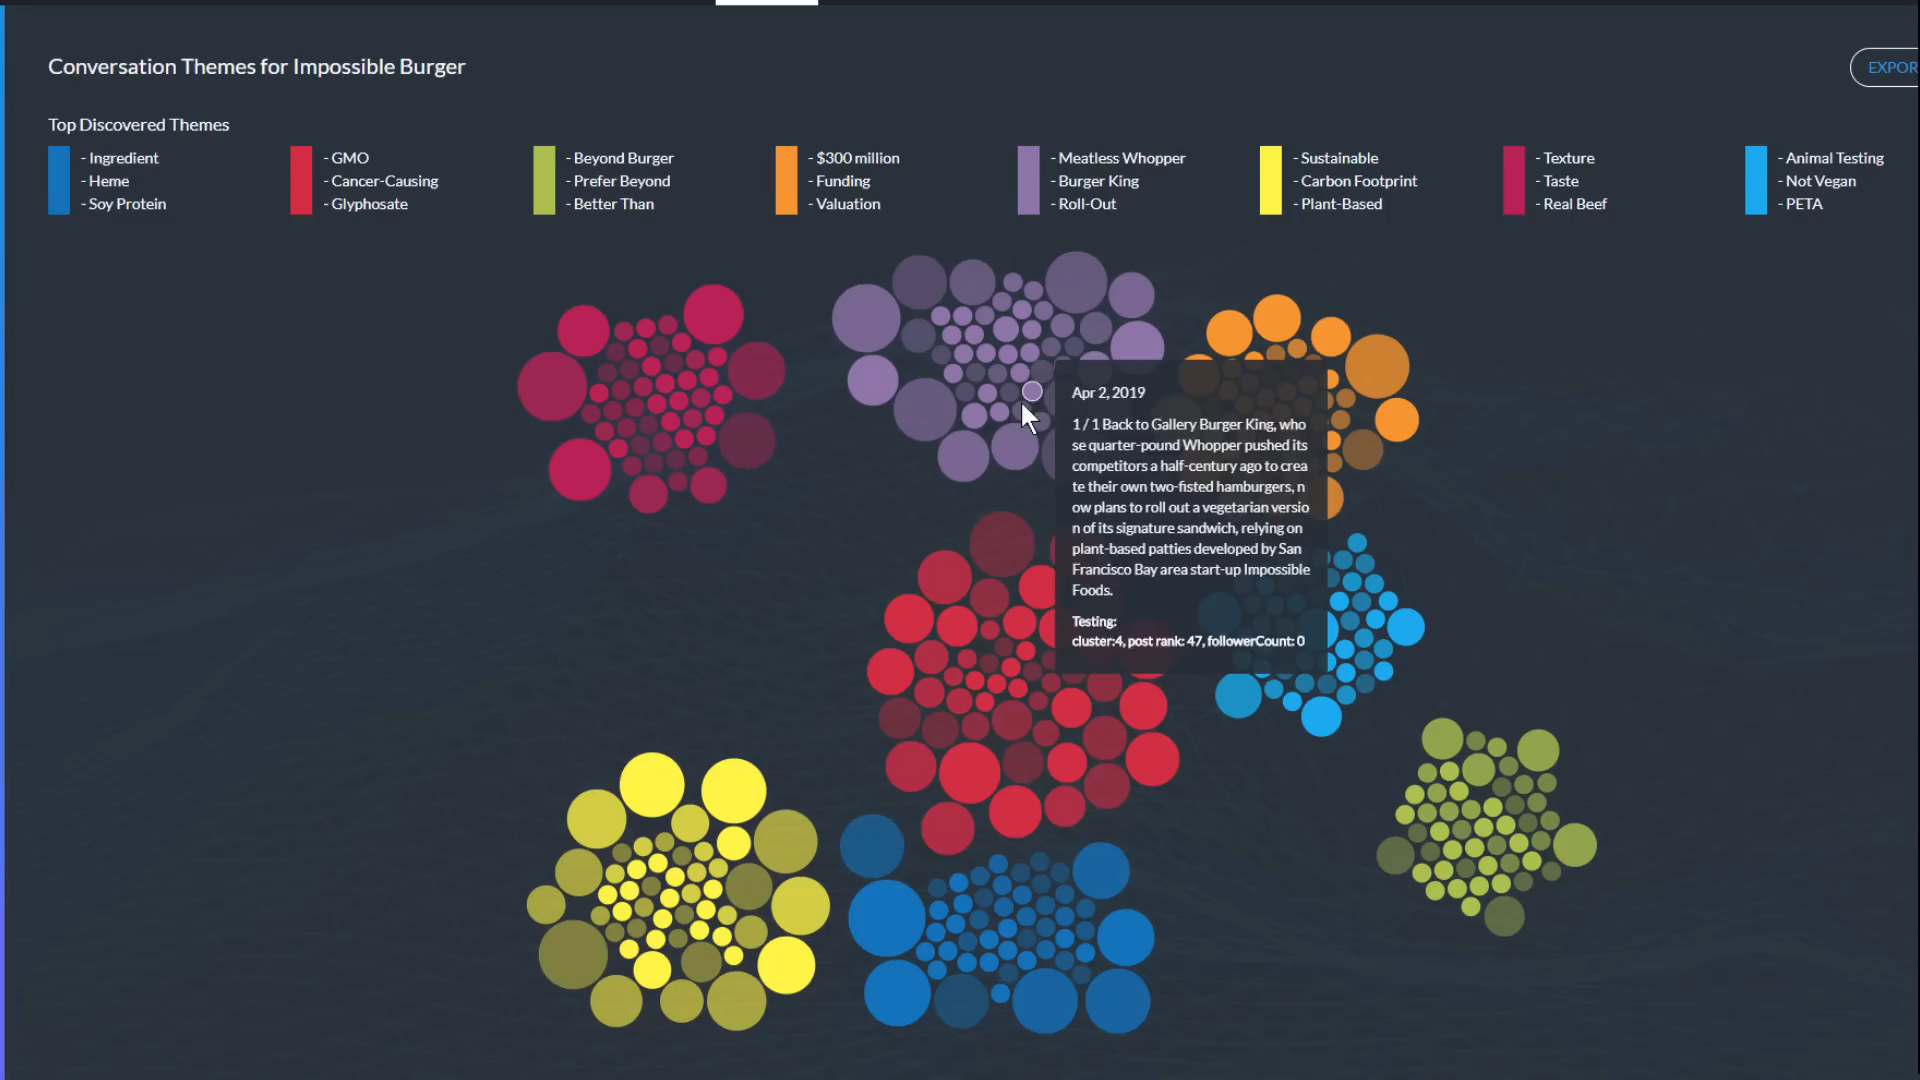 Conversation Themes for Impossible Burger
EXPOR
Top Discovered Themes
- Ingredient
- Heme
- Soy Protein
- GMO
- Cancer-Causing
- Glyphosate
- Beyond Burger
- Prefer Beyond
- Better Than
- $300 million
- Funding
- Valuation
- Meatless Whopper
- Burger King
- Roll-Out
- Sustainable
- Carbon Footprint
- Plant-Based
- Texture
- Taste
- Real Beef
- Animal Testing
- Not Vegan
- PETA
Apr 2, 2019
1 / 1 Back to Gallery Burger King, who
se quarter-pound Whopper pushed its
competitors a half-century ago to crea
te their own two-fisted hamburgers, n
ow plans to roll out a vegetarian versio
n of its signature sandwich, relying on
plant-based patties developed by San
Francisco Bay area start-up Impossible
Foods.
Testing:
cluster:4, post rank: 47, followerCount: 0